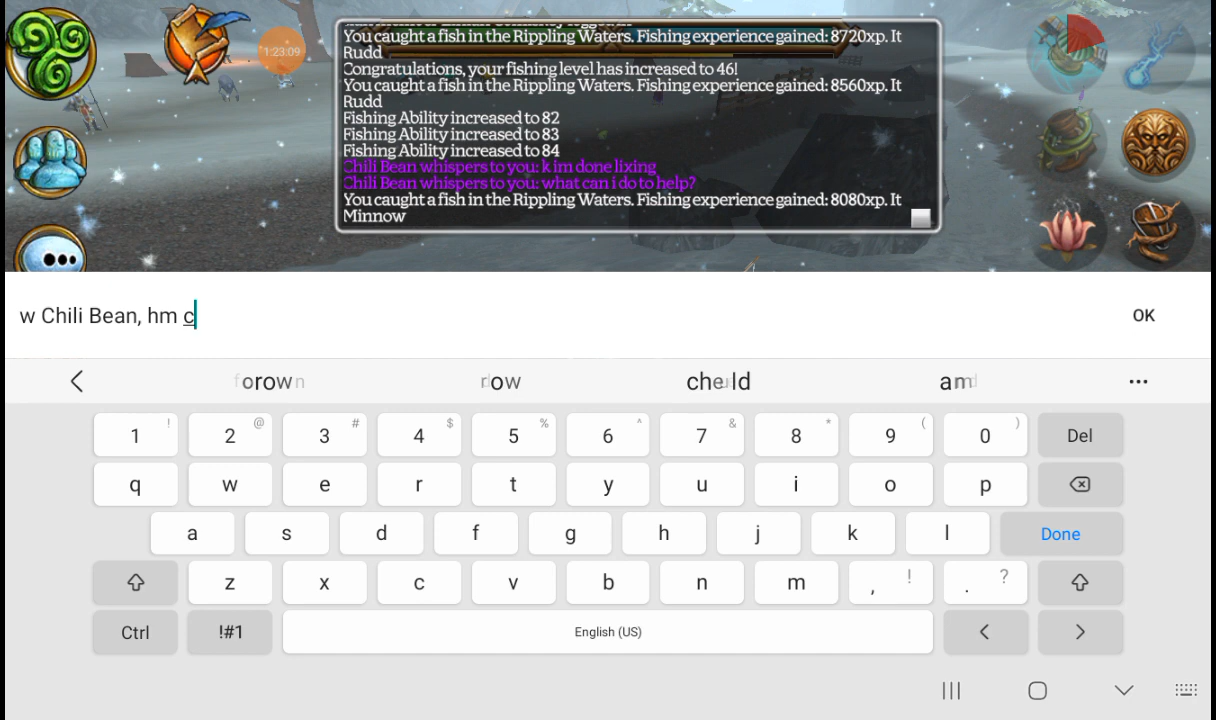 1:23:09
You caught a fish in the Rippling Waters. Fishing experience gained: 8720xp. It
Rudd
Congratulations, your fishing level has increased to 46!
You caught a fish in the Rippling Waters. Fishing experience gained: 8560xp. It
Rudd
Fishing Ability increased to 82
Fishing Ability increased to 83
Fishing Ability increased to 84
Chili Bean whispers to you: k im done lixing
Chili Bean whispers to you: what can i do to help?
You caught a fish in the Rippling Waters. Fishing experience gained: 8080xp. It
Minnow
w Chili Bean, hm c
OK
1 ! 2 @ 3 # 4 $ 5 % 6 ^ 7 & 8 * 9 ( 0 ) Del
q w e r t y u i o p
a s d f g h j k l Done
z x c v b n m , ! . ?
Ctrl !#1 English (US) < >